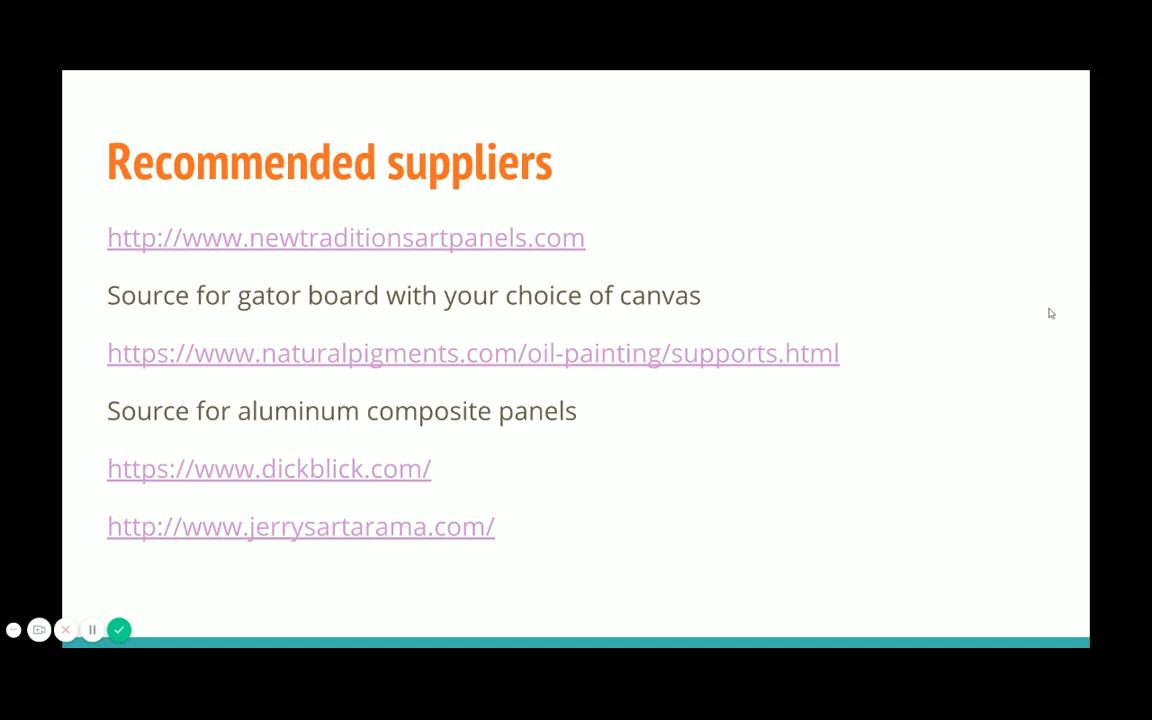 Recommended suppliers
http://www.newtraditionsartpanels.com
Source for gator board with your choice of canvas
https://www.naturalpigments.com/oil-painting/supports.html
Source for aluminum composite panels
https://www.dickblick.com/
http://www.jerrysartarama.com/